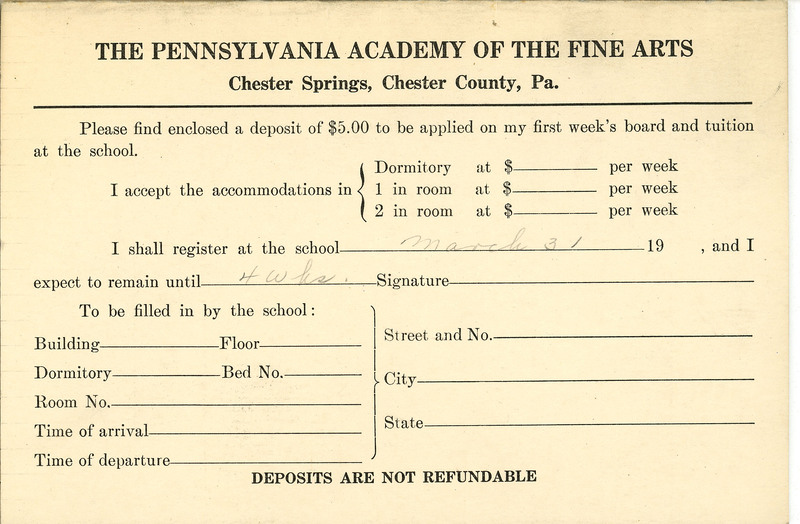 THE PENNSYLVANIA ACADEMY OF THE FINE ARTS
Chester Springs, Chester County, Pa.
Please find enclosed a deposit of $5.00 to be applied on my first week's board and tuition
at the school.
I accept the accommodations in
Dormitory at $ per week
1 in room at $ per week
2 in room at $ per week
I shall register at the school March 31 19 , and I
expect to remain until 4 wks. Signature
To be filled in by the school:
Building Floor
Dormitory Bed No.
Room No.
Time of arrival
Time of departure
Street and No.
City
State
DEPOSITS ARE NOT REFUNDABLE